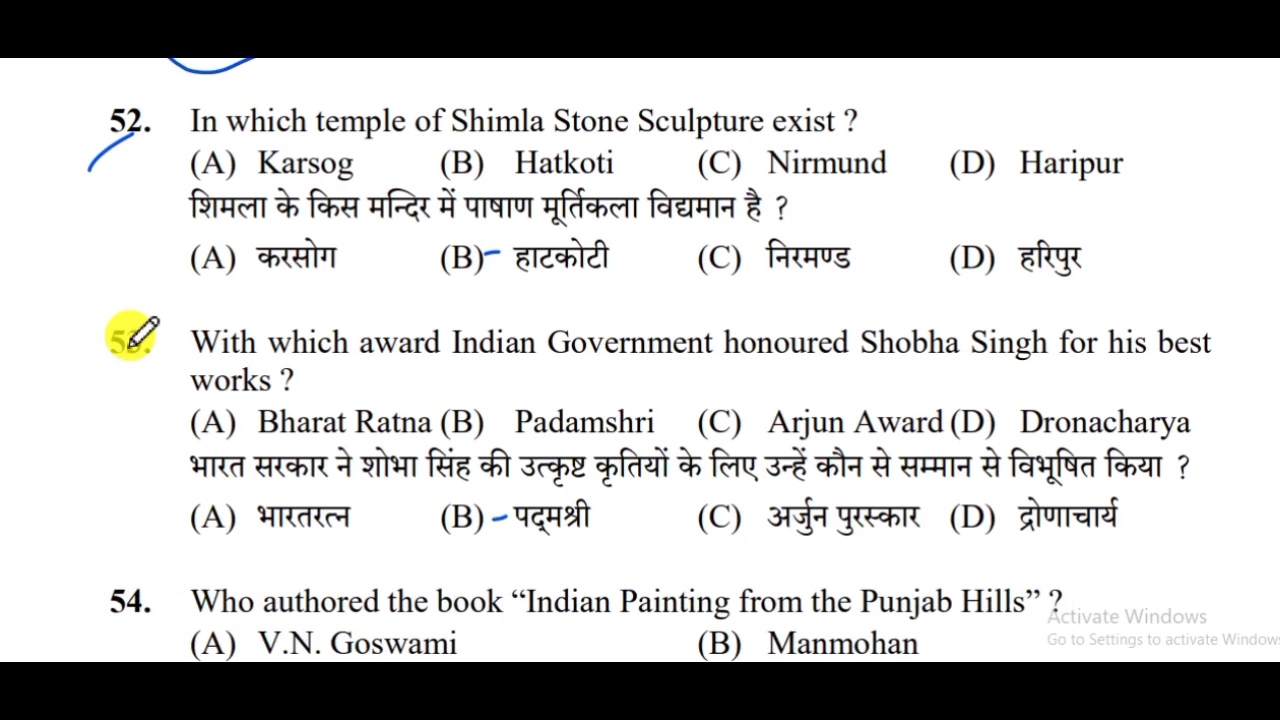 52. In which temple of Shimla Stone Sculpture exist ?
(A) Karsog (B) Hatkoti (C) Nirmund (D) Haripur
शिमला के किस मन्दिर में पाषाण मूर्तिकला विद्यमान है ?
(A) करसोग (B) हाटकोटी (C) निरमण्ड (D) हरिपुर
53. With which award Indian Government honoured Shobha Singh for his best
works ?
(A) Bharat Ratna (B) Padamshri (C) Arjun Award (D) Dronacharya
भारत सरकार ने शोभा सिंह की उत्कृष्ट कृतियों के लिए उन्हें कौन से सम्मान से विभूषित किया ?
(A) भारतरत्न (B) पद्मश्री (C) अर्जुन पुरस्कार (D) द्रोणाचार्य
54. Who authored the book “Indian Painting from the Punjab Hills” ?
(A) V.N. Goswami (B) Manmohan
Activate Windows
Go to Settings to activate Windows